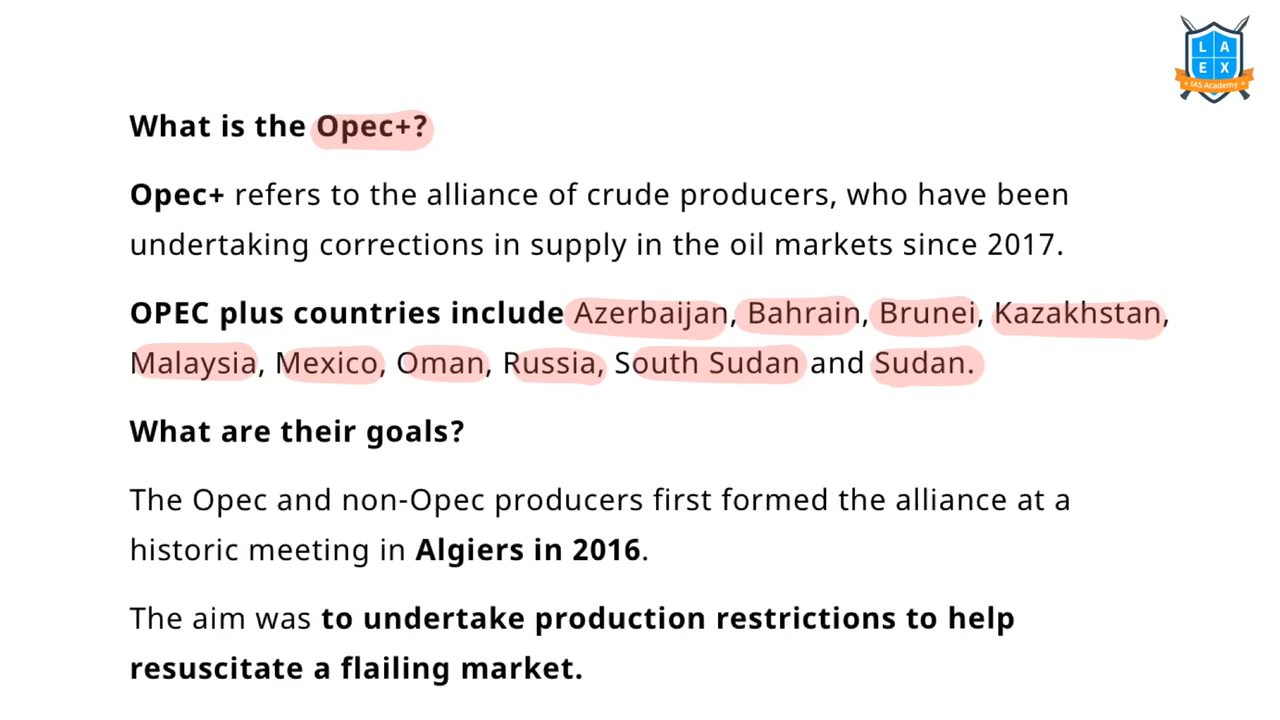 L A
E X
IAS Academy
What is the Opec+?
Opec+ refers to the alliance of crude producers, who have been
undertaking corrections in supply in the oil markets since 2017.
OPEC plus countries include Azerbaijan, Bahrain, Brunei, Kazakhstan,
Malaysia, Mexico, Oman, Russia, South Sudan and Sudan.
What are their goals?
The Opec and non-Opec producers first formed the alliance at a
historic meeting in Algiers in 2016.
The aim was to undertake production restrictions to help
resuscitate a flailing market.